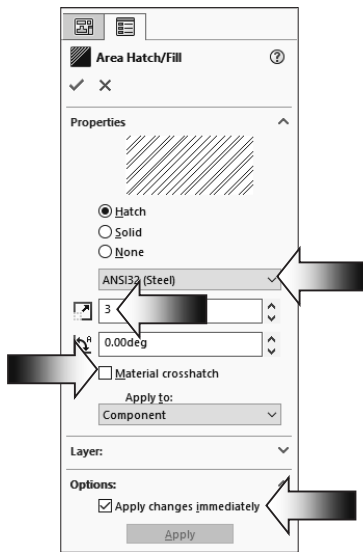 Area Hatch/Fill
Properties
Hatch
Solid
None
ANSI32 (Steel)
3
0.00deg
Material crosshatch
Apply to:
Component
Layer:
Options:
Apply changes immediately
Apply